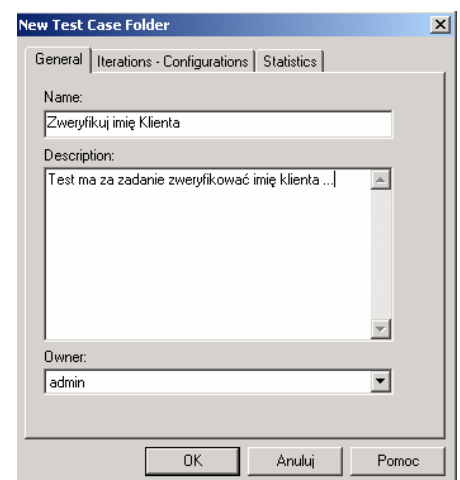 New Test Case Folder
General Iterations - Configurations Statistics
Name:
Zweryfikuj imię Klienta
Description:
Test ma za zadanie zweryfikować imię klienta ...
Owner:
admin
OK Anuluj Pomoc